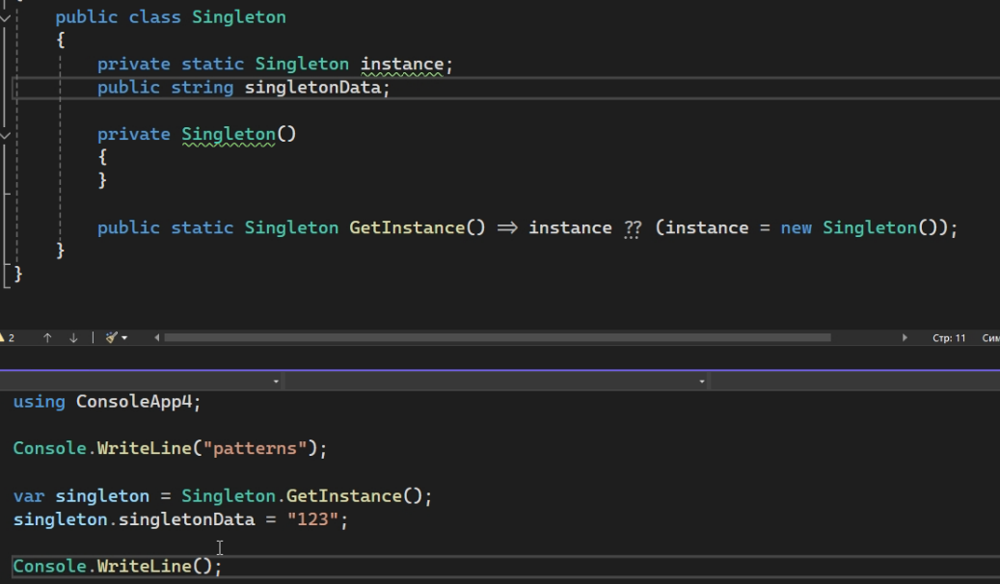 public class Singleton
{
private static Singleton instance;
public string singletonData;
private Singleton()
{
}
public static Singleton GetInstance() => instance ?? (instance = new Singleton());
}
}
2
Стр: 11
using ConsoleApp4;
Console.WriteLine("patterns");
var singleton = Singleton.GetInstance();
singleton.singletonData = "123";
Console.WriteLine();